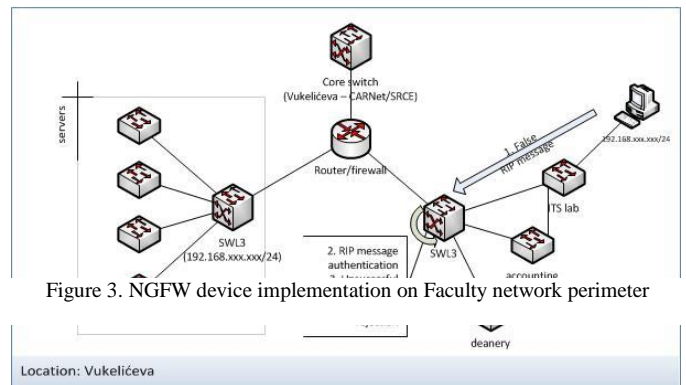 Core switch
(Vukelićeva – CARNet/SRCE)
servers
192.168.xxx.xxx/24
1. False
RIP message
Router/firewall
ITS lab
SWL3
(192.168.xxx.xxx/24)
2. RIP message
authentication
SWL3
accounting
Figure 3. NGFW device implementation on Faculty network perimeter
deanery
Location: Vukelićeva